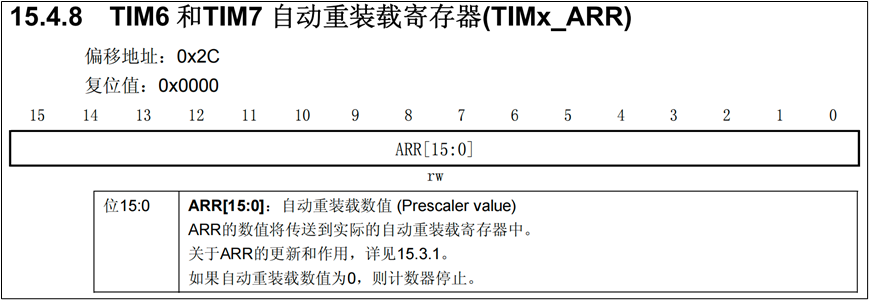 15.4.8 TIM6 和TIM7 自动重装载寄存器(TIMx_ARR)
偏移地址：0x2C
复位值：0x0000
15 14 13 12 11 10 9 8 7 6 5 4 3 2 1 0
ARR[15:0]
rw
位15:0 ARR[15:0]：自动重装载数值 (Prescaler value)
ARR的数值将传送到实际的自动重装载寄存器中。
关于ARR的更新和作用，详见15.3.1。
如果自动重装载数值为0，则计数器停止。